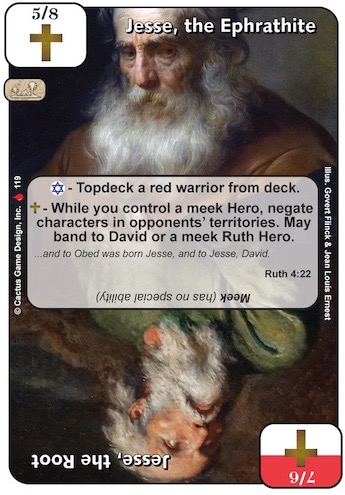 5/8
Jesse, the Ephrathite
- Topdeck a red warrior from deck.
- While you control a meek Hero, negate
characters in opponents' territories. May
band to David or a meek Ruth Hero.
...and to Obed was born Jesse, and to Jesse, David.
Ruth 4:22
Meek (has no special ability)
© Cactus Game Design, Inc. 119
Illus. Govert Flinck & Jean Louis Ernest
Jesse, the Root
7/6